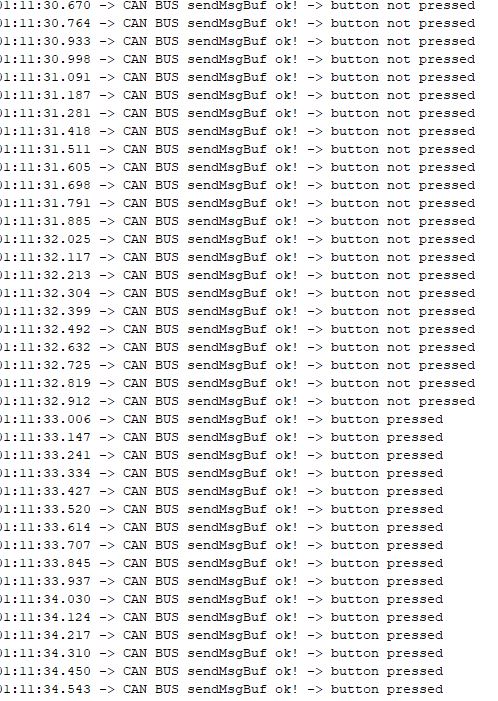 01:11:30.670 -> CAN BUS sendMsgBuf ok! -> button not pressed
01:11:30.764 -> CAN BUS sendMsgBuf ok! -> button not pressed
01:11:30.933 -> CAN BUS sendMsgBuf ok! -> button not pressed
01:11:30.998 -> CAN BUS sendMsgBuf ok! -> button not pressed
01:11:31.091 -> CAN BUS sendMsgBuf ok! -> button not pressed
01:11:31.187 -> CAN BUS sendMsgBuf ok! -> button not pressed
01:11:31.281 -> CAN BUS sendMsgBuf ok! -> button not pressed
01:11:31.418 -> CAN BUS sendMsgBuf ok! -> button not pressed
01:11:31.511 -> CAN BUS sendMsgBuf ok! -> button not pressed
01:11:31.605 -> CAN BUS sendMsgBuf ok! -> button not pressed
01:11:31.698 -> CAN BUS sendMsgBuf ok! -> button not pressed
01:11:31.791 -> CAN BUS sendMsgBuf ok! -> button not pressed
01:11:31.885 -> CAN BUS sendMsgBuf ok! -> button not pressed
01:11:32.025 -> CAN BUS sendMsgBuf ok! -> button not pressed
01:11:32.117 -> CAN BUS sendMsgBuf ok! -> button not pressed
01:11:32.213 -> CAN BUS sendMsgBuf ok! -> button not pressed
01:11:32.304 -> CAN BUS sendMsgBuf ok! -> button not pressed
01:11:32.399 -> CAN BUS sendMsgBuf ok! -> button not pressed
01:11:32.492 -> CAN BUS sendMsgBuf ok! -> button not pressed
01:11:32.632 -> CAN BUS sendMsgBuf ok! -> button not pressed
01:11:32.725 -> CAN BUS sendMsgBuf ok! -> button not pressed
01:11:32.819 -> CAN BUS sendMsgBuf ok! -> button not pressed
01:11:32.912 -> CAN BUS sendMsgBuf ok! -> button not pressed
01:11:33.006 -> CAN BUS sendMsgBuf ok! -> button pressed
01:11:33.147 -> CAN BUS sendMsgBuf ok! -> button pressed
01:11:33.241 -> CAN BUS sendMsgBuf ok! -> button pressed
01:11:33.334 -> CAN BUS sendMsgBuf ok! -> button pressed
01:11:33.427 -> CAN BUS sendMsgBuf ok! -> button pressed
01:11:33.520 -> CAN BUS sendMsgBuf ok! -> button pressed
01:11:33.614 -> CAN BUS sendMsgBuf ok! -> button pressed
01:11:33.707 -> CAN BUS sendMsgBuf ok! -> button pressed
01:11:33.845 -> CAN BUS sendMsgBuf ok! -> button pressed
01:11:33.937 -> CAN BUS sendMsgBuf ok! -> button pressed
01:11:34.030 -> CAN BUS sendMsgBuf ok! -> button pressed
01:11:34.124 -> CAN BUS sendMsgBuf ok! -> button pressed
01:11:34.217 -> CAN BUS sendMsgBuf ok! -> button pressed
01:11:34.310 -> CAN BUS sendMsgBuf ok! -> button pressed
01:11:34.450 -> CAN BUS sendMsgBuf ok! -> button pressed
01:11:34.543 -> CAN BUS sendMsgBuf ok! -> button pressed